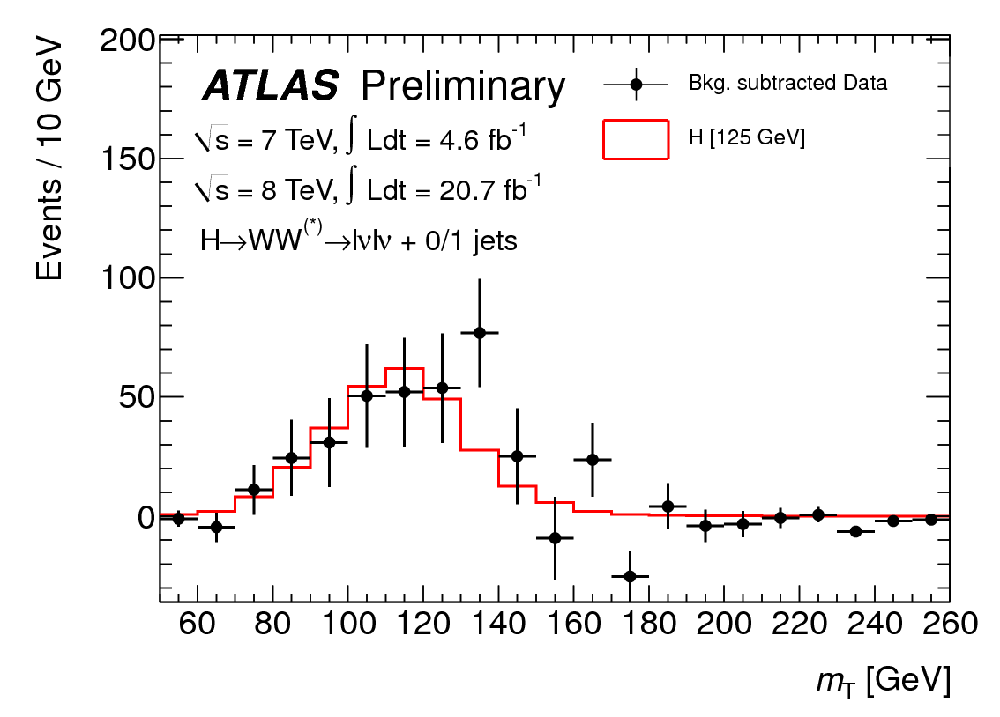 Events / 10 GeV
200
150
100
50
0
ATLAS Preliminary
√s = 7 TeV, ∫ Ldt = 4.6 fb⁻¹
√s = 8 TeV, ∫ Ldt = 20.7 fb⁻¹
H→WW⁽*⁾→lνlν + 0/1 jets
Bkg. subtracted Data
H [125 GeV]
60 80 100 120 140 160 180 200 220 240 260
m_T [GeV]